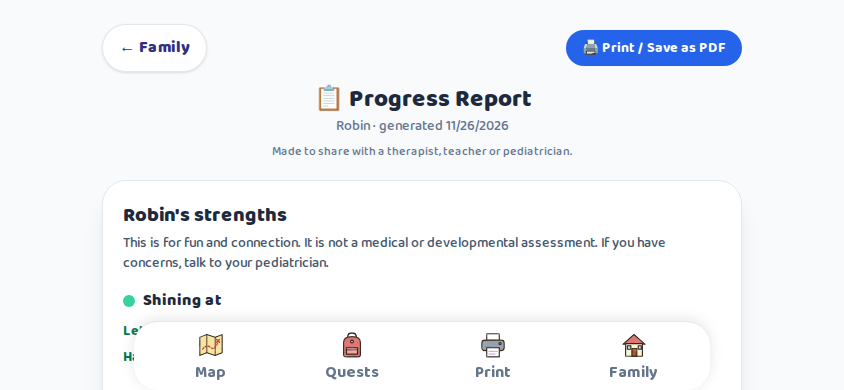 ← Family
Print / Save as PDF
Progress Report
Robin · generated 11/26/2026
Made to share with a therapist, teacher or pediatrician.
Robin's strengths
This is for fun and connection. It is not a medical or developmental assessment. If you have
concerns, talk to your pediatrician.
Shining at
Map
Quests
Print
Family